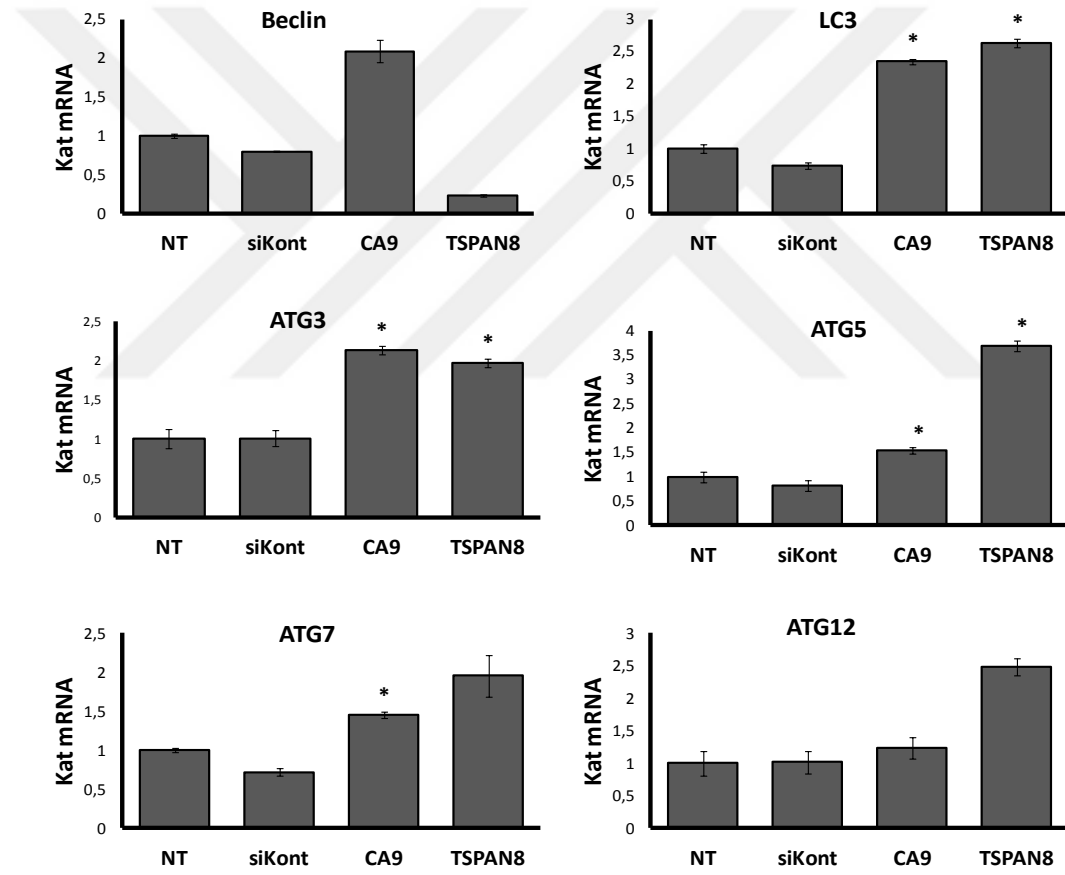 Beclin
Kat mRNA
2,5
2
1,5
1
0,5
0
NT siKont CA9 TSPAN8
LC3
Kat mRNA
3
2,5
2
1,5
1
0,5
0
* *
NT siKont CA9 TSPAN8
ATG3
Kat mRNA
2,5
2
1,5
1
0,5
0
* *
NT siKont CA9 TSPAN8
ATG5
Kat mRNA
4
3,5
3
2,5
2
1,5
1
0,5
0
* *
NT siKont CA9 TSPAN8
ATG7
Kat mRNA
2,5
2
1,5
1
0,5
0
*
NT siKont CA9 TSPAN8
ATG12
Kat mRNA
3
2,5
2
1,5
1
0,5
0
NT siKont CA9 TSPAN8